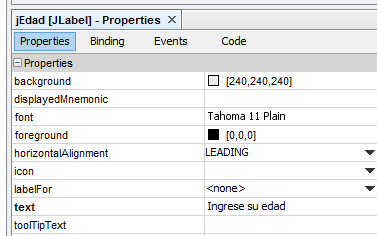 jEdad [JLabel] - Properties
Properties Binding Events Code
Properties
background [240,240,240]
displayedMnemonic
font Tahoma 11 Plain
foreground [0,0,0]
horizontalAlignment LEADING
icon
labelFor <none>
text Ingrese su edad
toolTipText